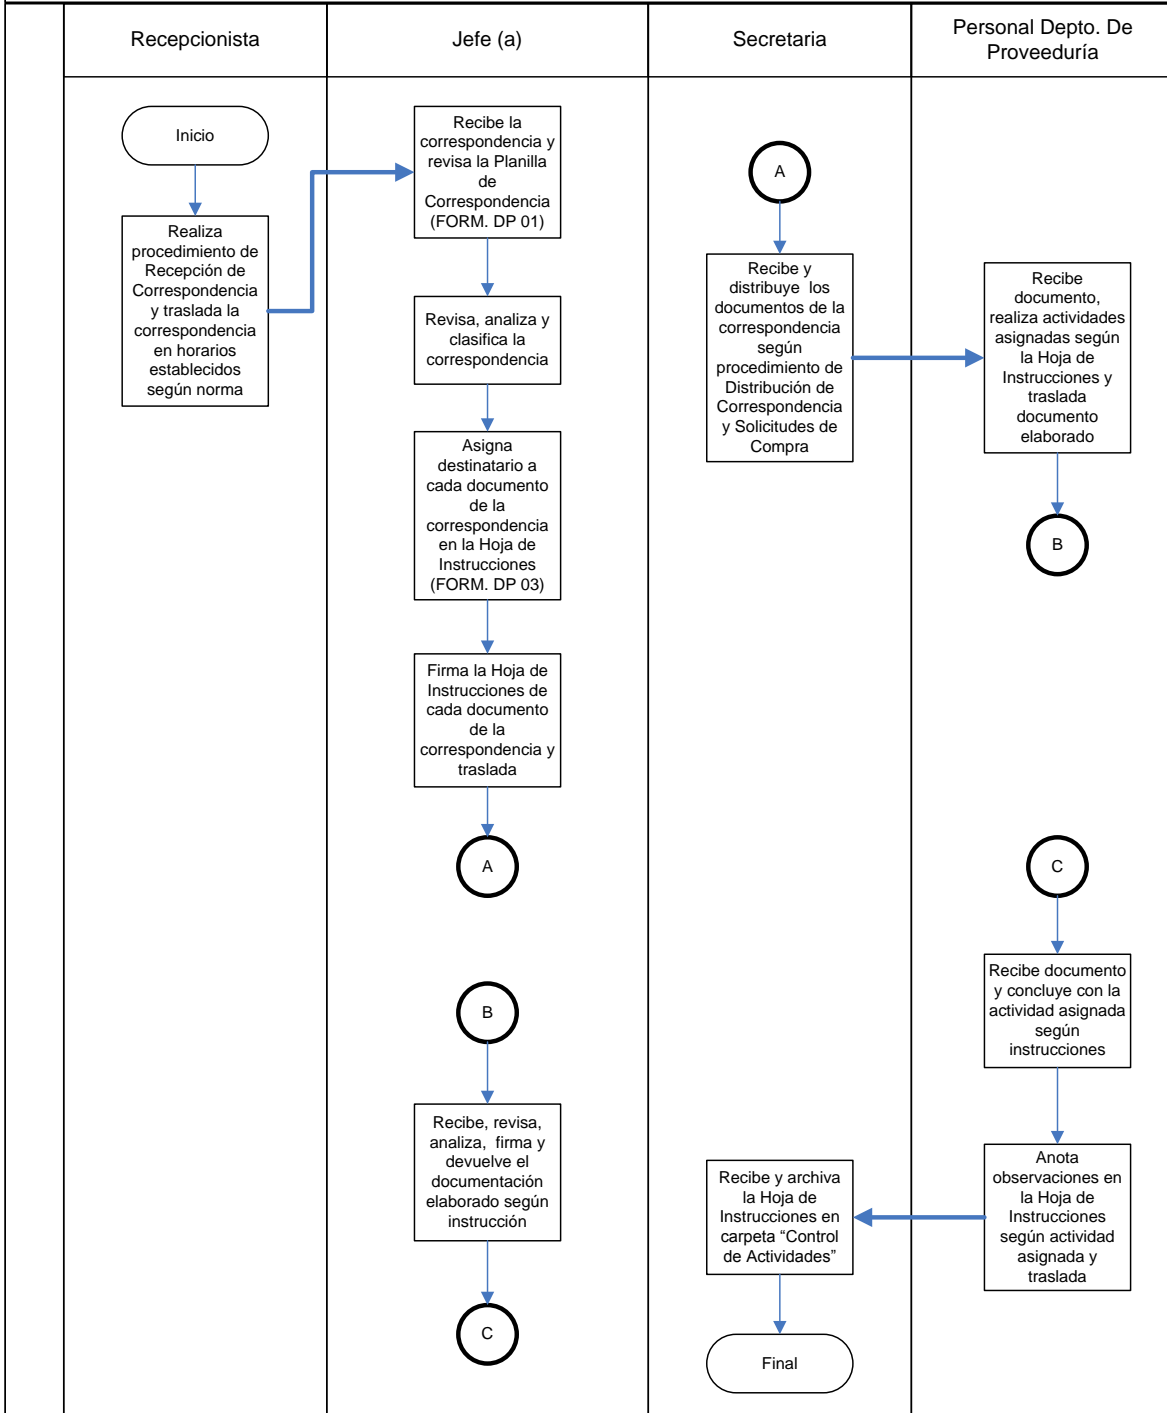 Recepcionista
Jefe (a)
Secretaria
Personal Depto. De
Proveeduría
Inicio
Realiza
procedimiento de
Recepción de
Correspondencia
y traslada la
correspondencia
en horarios
establecidos
según norma
Recibe la
correspondencia y
revisa la Planilla
de
Correspondencia
(FORM. DP 01)
Revisa, analiza y
clasifica la
correspondencia
Asigna
destinatario a
cada documento
de la
correspondencia
en la Hoja de
Instrucciones
(FORM. DP 03)
Firma la Hoja de
Instrucciones de
cada documento
de la
correspondencia y
traslada
A
A
Recibe y
distribuye los
documentos de la
correspondencia
según
procedimiento de
Distribución de
Correspondencia
y Solicitudes de
Compra
Recibe
documento,
realiza actividades
asignadas según
la Hoja de
Instrucciones y
traslada
documento
elaborado
B
B
Recibe, revisa,
analiza, firma y
devuelve el
documentación
elaborado según
instrucción
C
C
Recibe documento
y concluye con la
actividad asignada
según
instrucciones
Anota
observaciones en
la Hoja de
Instrucciones
según actividad
asignada y
traslada
Recibe y archiva
la Hoja de
Instrucciones en
carpeta “Control
de Actividades”
Final